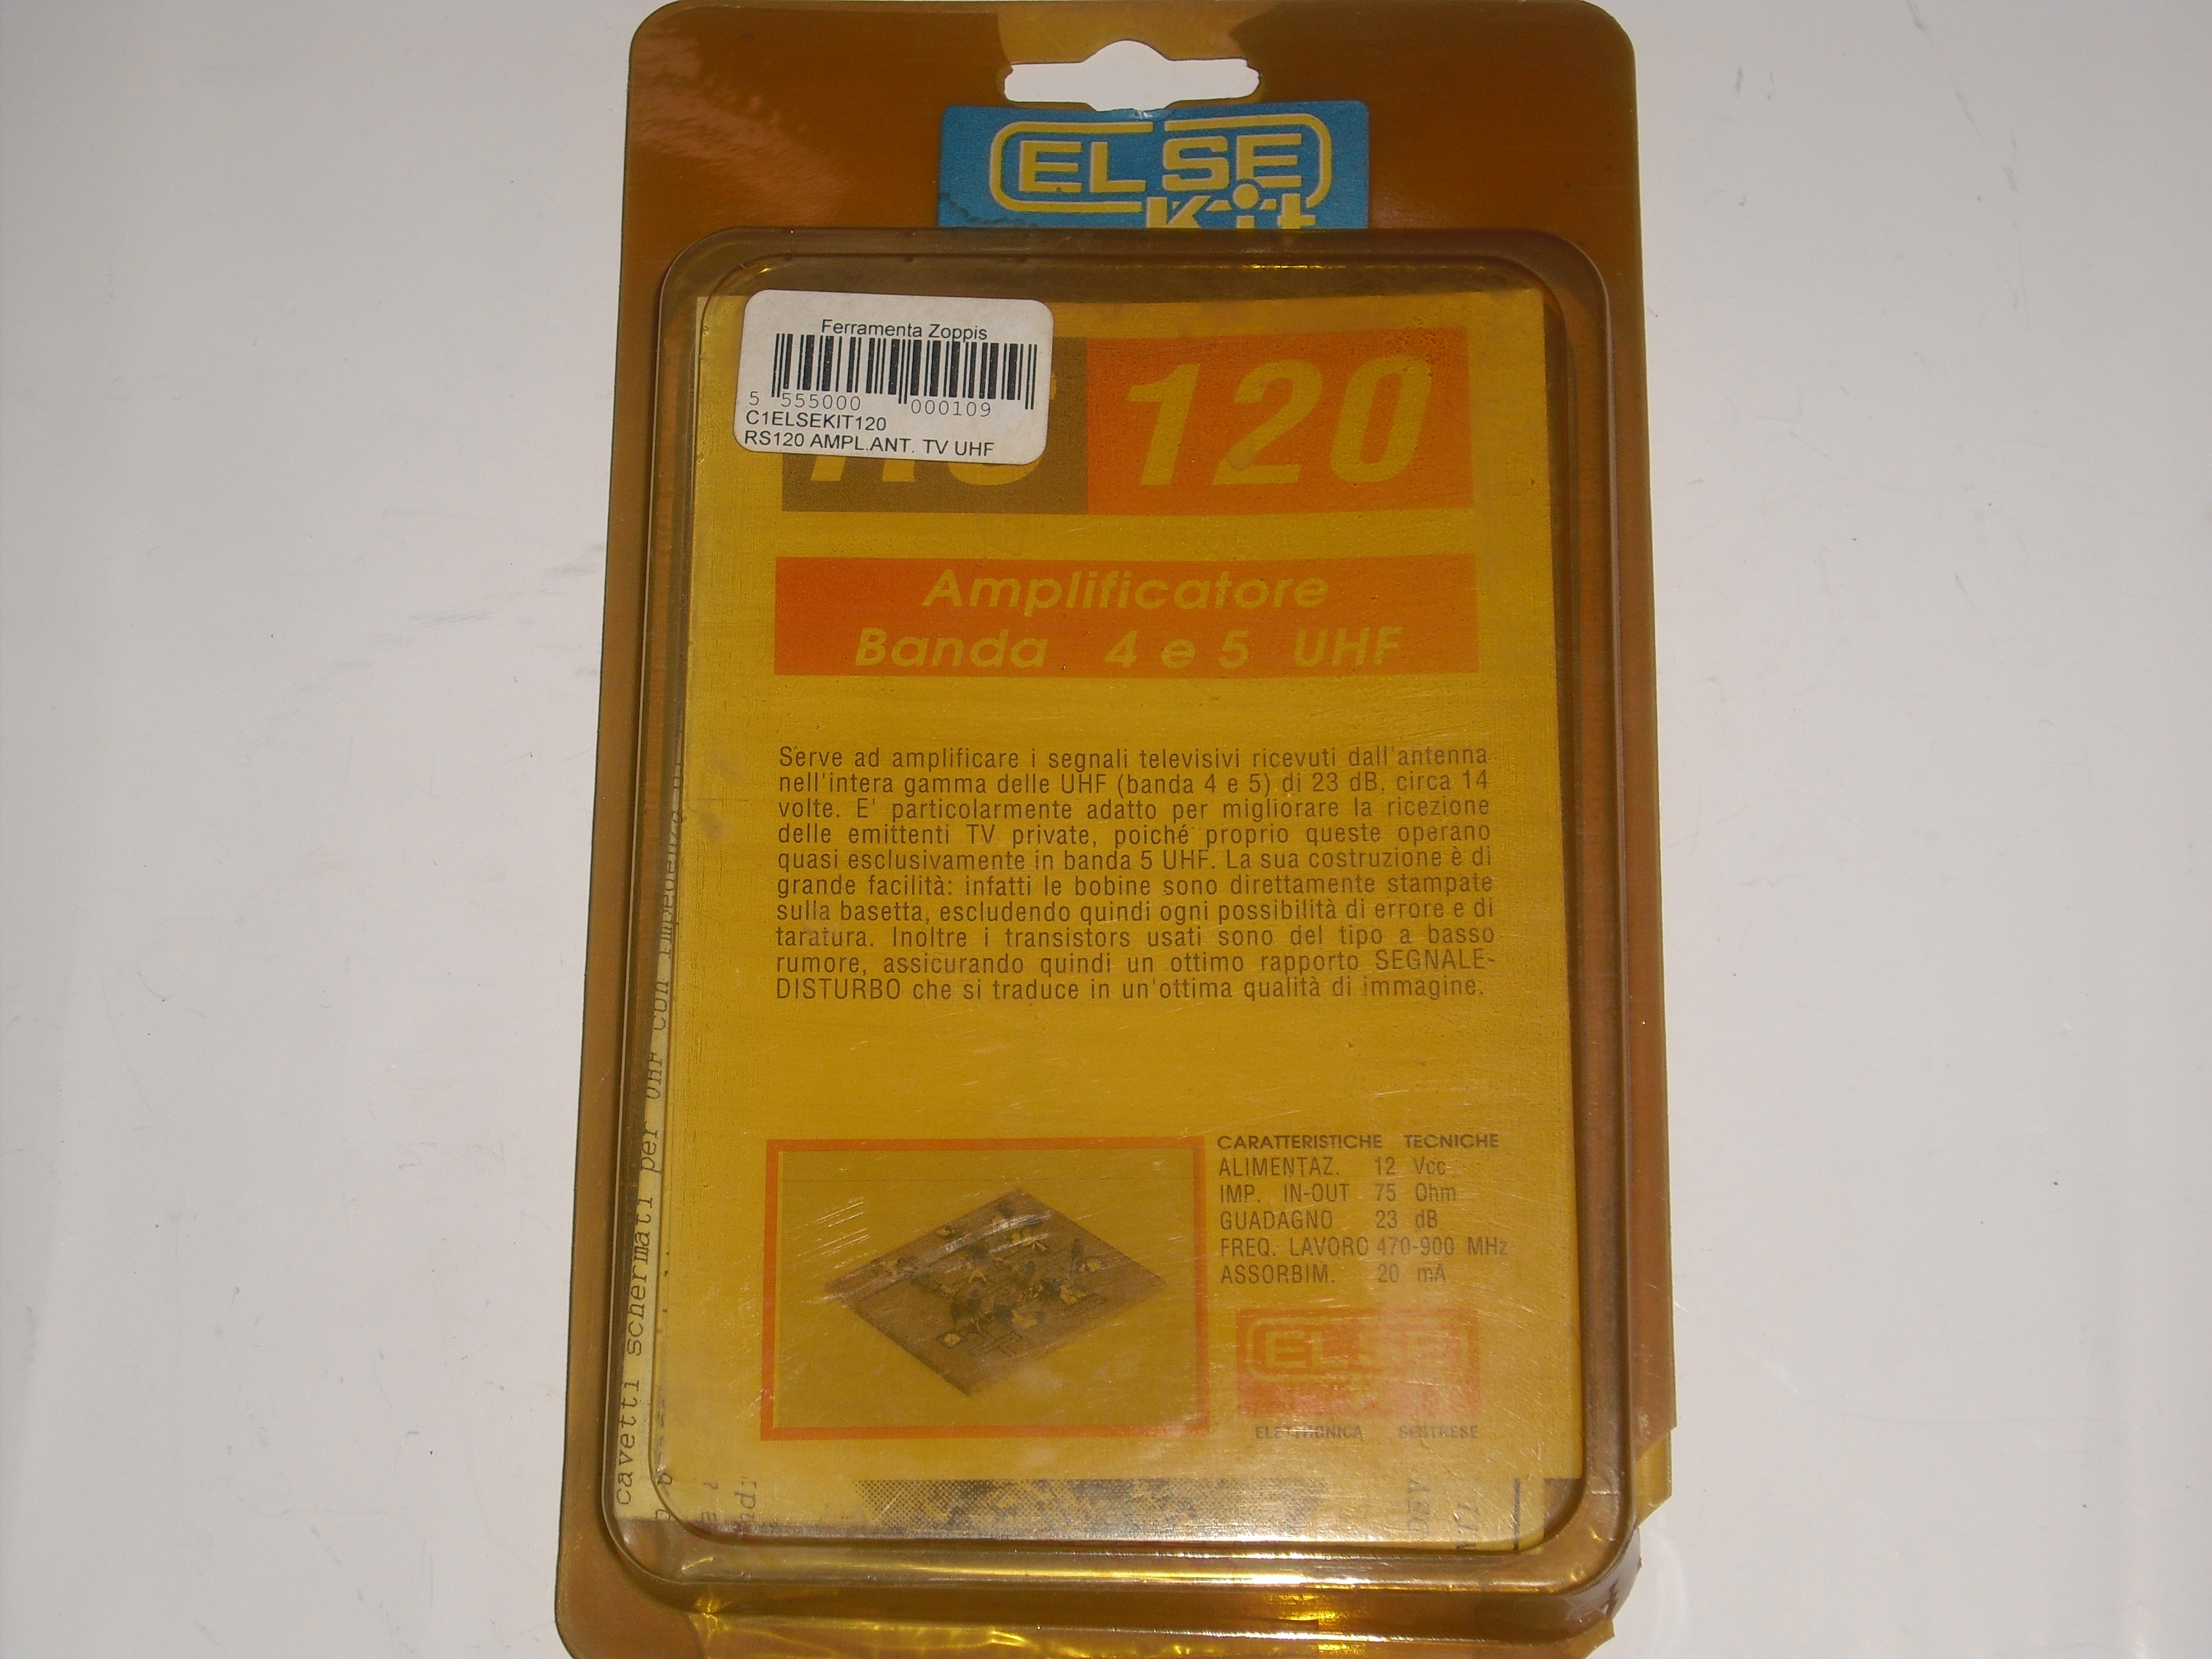 ELSE
Kit
Ferramenta Zoppis
5 555000 000109
C1ELSEKIT120
RS120 AMPL.ANT. TV UHF
120
Amplificatore
Banda 4 e 5 UHF
Serve ad amplificare i segnali televisivi ricevuti dall'antenna
nell'intera gamma delle UHF (banda 4 e 5) di 23 dB, circa 14
volte. E' particolarmente adatto per migliorare la ricezione
delle emittenti TV private, poiché proprio queste operano
quasi esclusivamente in banda 5 UHF. La sua costruzione è di
grande facilità: infatti le bobine sono direttamente stampate
sulla basetta, escludendo quindi ogni possibilità di errore e di
taratura. Inoltre i transistors usati sono del tipo a basso
rumore, assicurando quindi un ottimo rapporto SEGNALE-
DISTURBO che si traduce in un'ottima qualità di immagine.
CARATTERISTICHE TECNICHE
ALIMENTAZ. 12 Vcc
IMP. IN-OUT 75 Ohm
GUADAGNO 23 dB
FREQ. LAVORO 470-900 MHz
ASSORBIM. 20 mA
ELSE
ELETTRONICA SESTRESE
cavetti schermati per UHF con impedenza